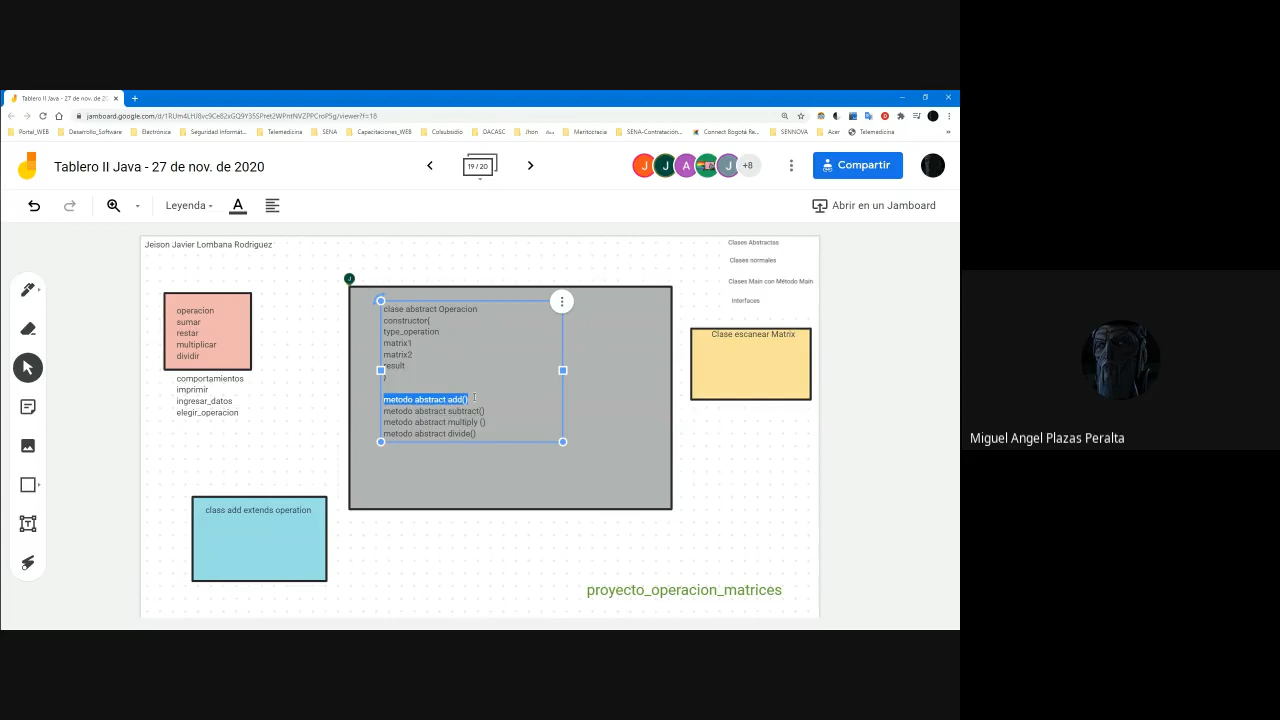 Tablero II Java - 27 de nov. de 20
jamboard.google.com/d/
/viewer?f=18
Portal_WEB
Desarrollo_Software
Electrónica
Seguridad Informát...
Telemedicina
SENA
Capacitaciones_WEB
Colsubsidio
OACASC
Jhon
Meritocracia
SENA-Contratación...
Connect Bogotá Re...
SENNOVA
Acer
Telemedicina
Tablero II Java - 27 de nov. de 2020
19 / 20
J
J
A
J
+8
Compartir
Leyenda
A
Abrir en un Jamboard
Jeison Javier Lombana Rodriguez
Clases Abstractas
Clases normales
Clases Main con Método Main
Interfaces
operacion
sumar
restar
multiplicar
dividir
comportamientos
imprimir
ingresar_datos
elegir_operacion
J
clase abstract Operacion
constructor{
type_operation
matrix1
matrix2
result
}
metodo abstract add()
metodo abstract subtract()
metodo abstract multiply ()
metodo abstract divide()
Clase escanear Matrix
class add extends operation
proyecto_operacion_matrices
Miguel Angel Plazas Peralta